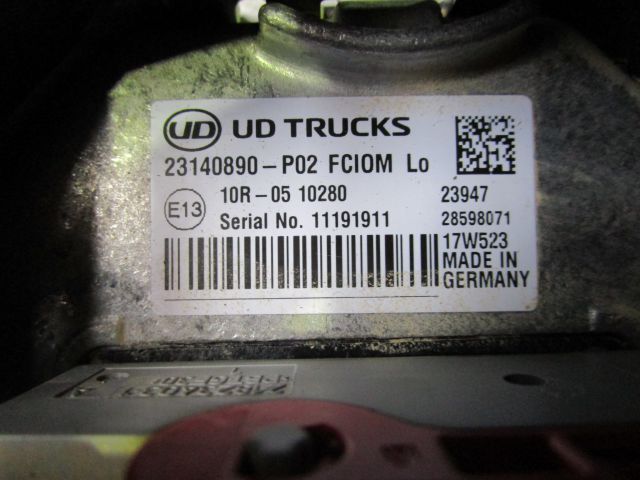 UD UD TRUCKS
23140890-P02 FCIOM Lo
E13 10R-05 10280 23947
Serial No. 11191911 28598071
17W523
MADE IN
GERMANY